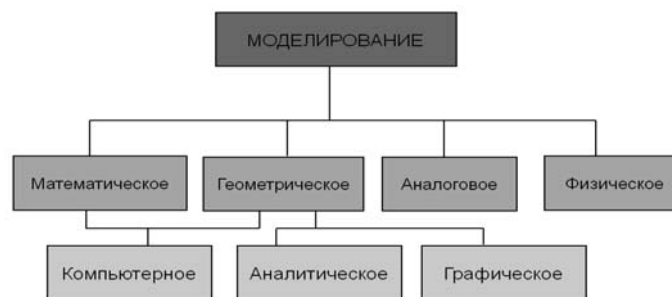 МОДЕЛИРОВАНИЕ
Математическое
Геометрическое
Аналоговое
Физическое
Компьютерное
Аналитическое
Графическое